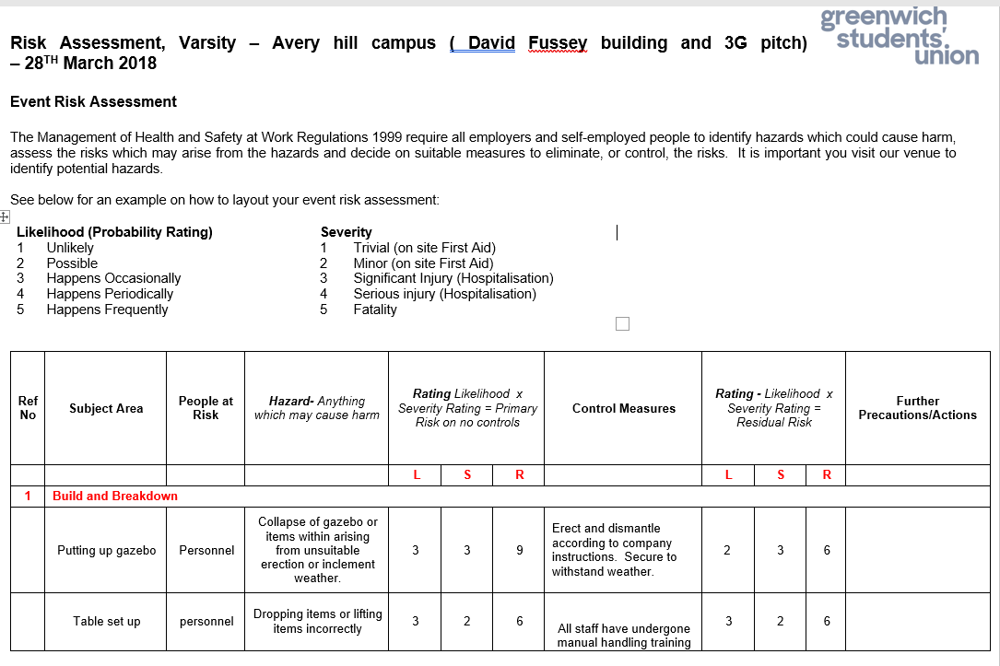 greenwich
students'
union
Risk Assessment, Varsity – Avery hill campus ( David Fussey building and 3G pitch)
– 28TH March 2018
Event Risk Assessment
The Management of Health and Safety at Work Regulations 1999 require all employers and self-employed people to identify hazards which could cause harm,
assess the risks which may arise from the hazards and decide on suitable measures to eliminate, or control, the risks. It is important you visit our venue to
identify potential hazards.
See below for an example on how to layout your event risk assessment:
Likelihood (Probability Rating) Severity
1 Unlikely 1 Trivial (on site First Aid)
2 Possible 2 Minor (on site First Aid)
3 Happens Occasionally 3 Significant Injury (Hospitalisation)
4 Happens Periodically 4 Serious injury (Hospitalisation)
5 Happens Frequently 5 Fatality
Ref
No
Subject Area
People at
Risk
Hazard- Anything
which may cause harm
Rating Likelihood x
Severity Rating = Primary
Risk on no controls
Control Measures
Rating - Likelihood x
Severity Rating =
Residual Risk
Further
Precautions/Actions
L S R L S R
1 Build and Breakdown
Putting up gazebo
Personnel
Collapse of gazebo or
items within arising
from unsuitable
erection or inclement
weather.
3 3 9
Erect and dismantle
according to company
instructions. Secure to
withstand weather.
2 3 6
Table set up
personnel
Dropping items or lifting
items incorrectly
3 2 6
All staff have undergone
manual handling training
3 2 6